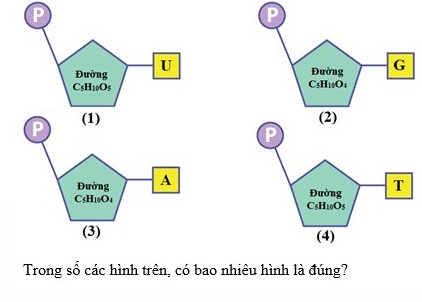 P
U
Đường
C5H10O5
(1)
P
G
Đường
C5H10O4
(2)
P
A
Đường
C5H10O4
(3)
P
T
Đường
C5H10O5
(4)
Trong số các hình trên, có bao nhiêu hình là đúng?